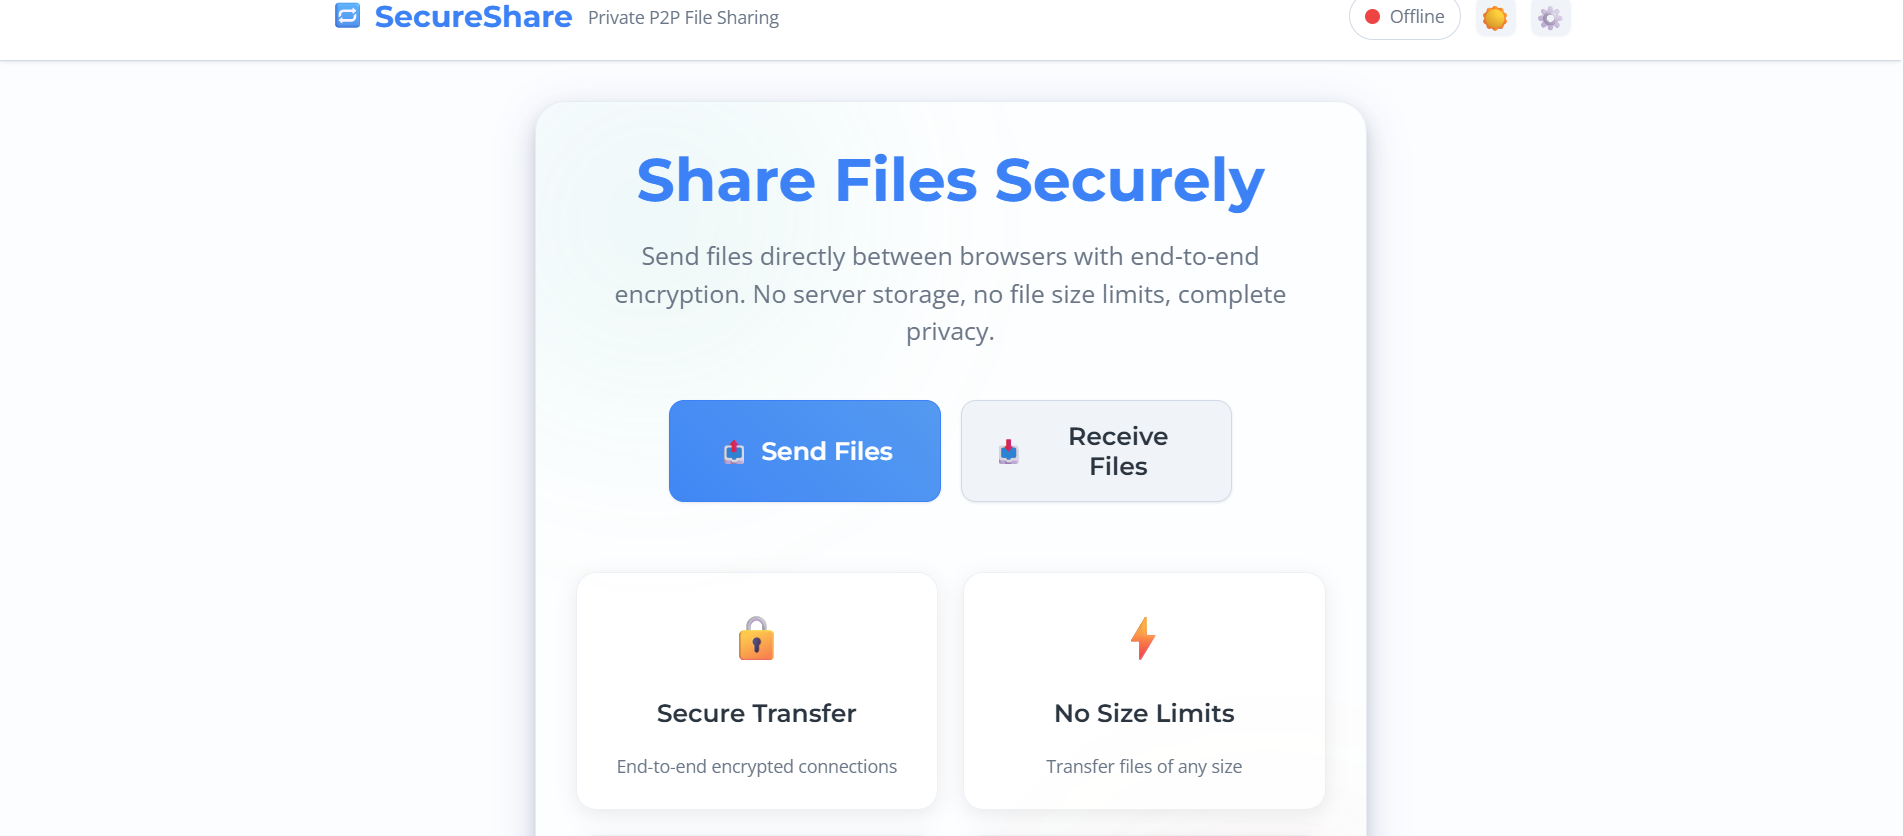 SecureShare Private P2P File Sharing
Offline
Share Files Securely
Send files directly between browsers with end-to-end
encryption. No server storage, no file size limits, complete
privacy.
Send Files
Receive
Files
Secure Transfer
End-to-end encrypted connections
No Size Limits
Transfer files of any size